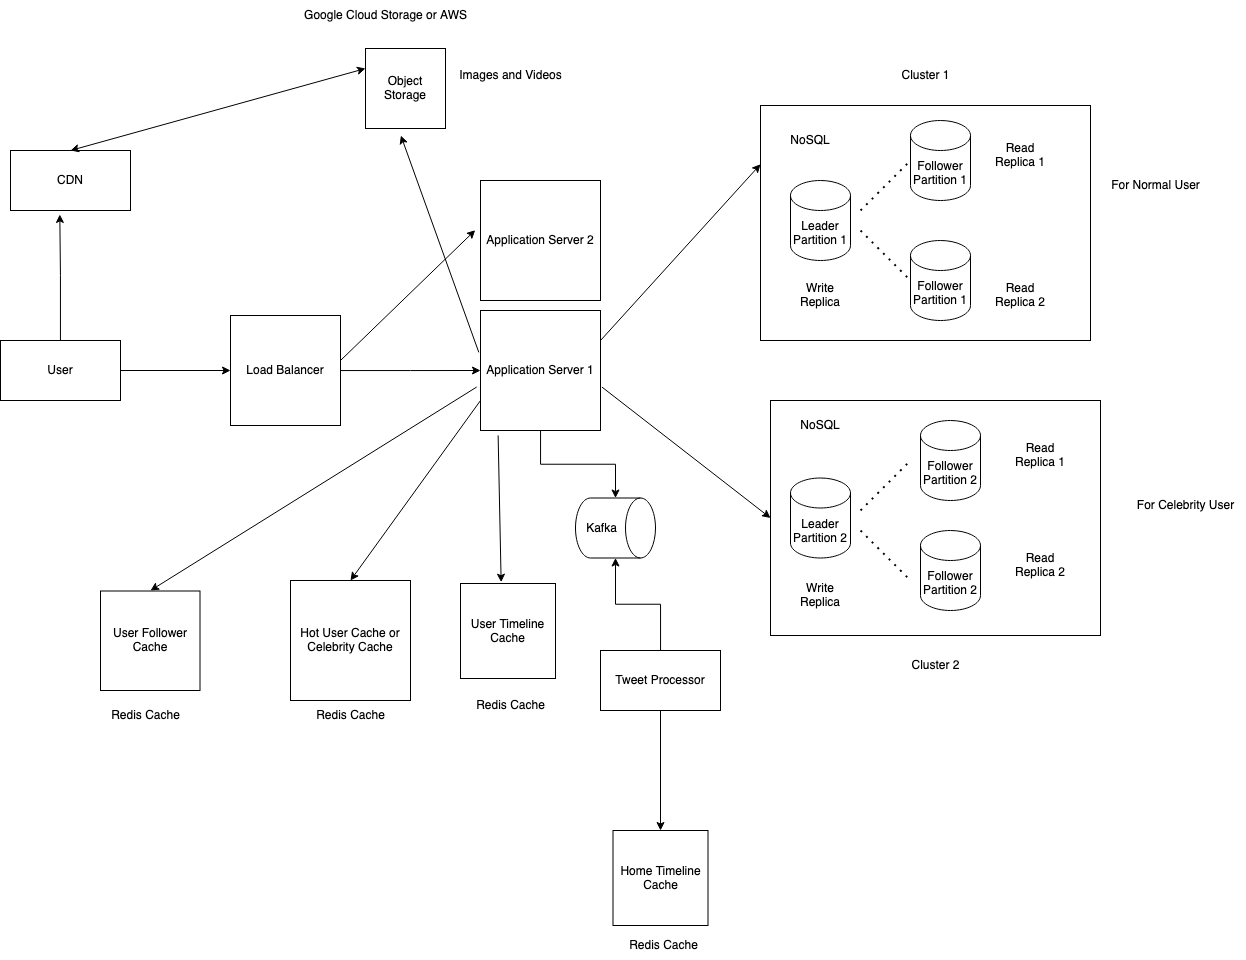 Google Cloud Storage or AWS
Object
Storage
Images and Videos
Cluster 1
CDN
NoSQL
Follower
Partition 1
Read
Replica 1
For Normal User
Leader
Partition 1
Application Server 2
Write
Replica
Follower
Partition 1
Read
Replica 2
User
Load Balancer
Application Server 1
NoSQL
Follower
Partition 2
Read
Replica 1
For Celebrity User
Kafka
Leader
Partition 2
Write
Replica
Follower
Partition 2
Read
Replica 2
Cluster 2
User Follower
Cache
Redis Cache
Hot User Cache or
Celebrity Cache
Redis Cache
User Timeline
Cache
Redis Cache
Tweet Processor
Home Timeline
Cache
Redis Cache